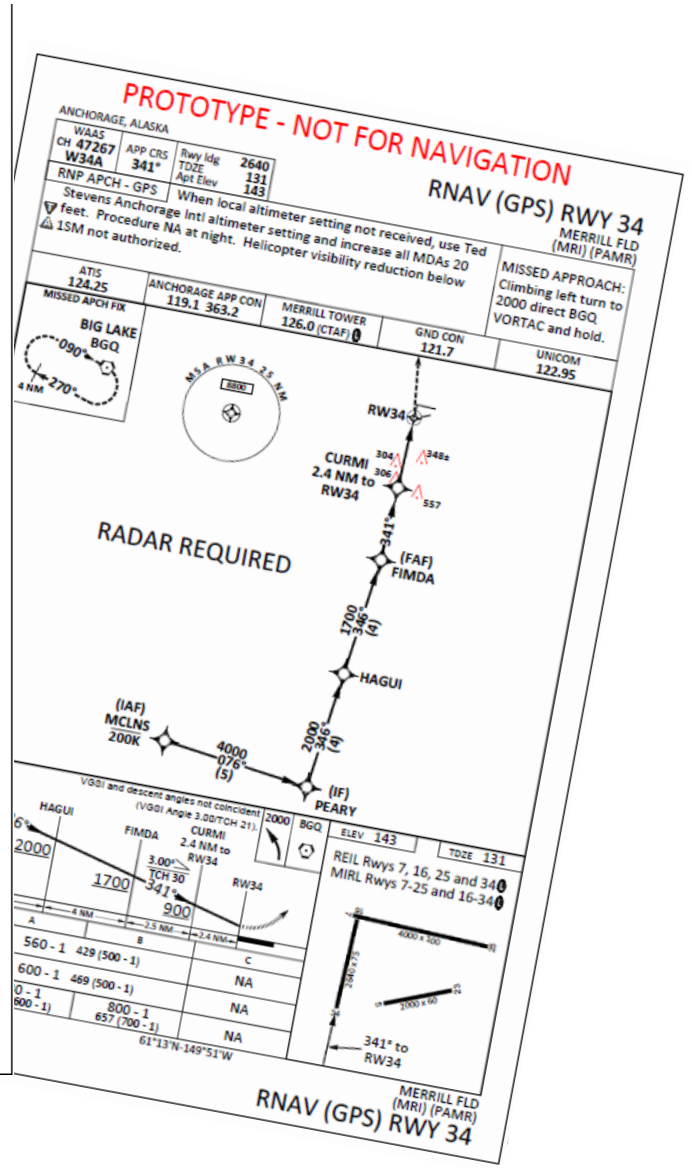 PROTOTYPE - NOT FOR NAVIGATION
ANCHORAGE, ALASKA
WAAS
CH 47267
W34A
APP CRS
341°
Rwy ldg 2640
TDZE 131
Apt Elev 143
RNAV (GPS) RWY 34
MERRILL FLD
(MRI) (PAMR)
RNP APCH - GPS
When local altimeter setting not received, use Ted
Stevens Anchorage Intl altimeter setting and increase all MDAs 20
feet. Procedure NA at night. Helicopter visibility reduction below
1SM not authorized.
MISSED APPROACH:
Climbing left turn to
2000 direct BGQ
VORTAC and hold.
ATIS
124.25
ANCHORAGE APP CON
119.1 363.2
MERRILL TOWER
126.0 (CTAF) L
GND CON
121.7
UNICOM
122.95
MISSED APCH FIX
BIG LAKE
BGQ
090°
270°
4 NM
MSA RW34 25 NM
8800
RW34
304
348±
306
557
CURMI
2.4 NM to
RW34
341°
(FAF)
FIMDA
RADAR REQUIRED
1700
346°
(4)
HAGUI
2000
346°
(4)
(IAF)
MCLNS
200K
4000
076°
(5)
(IF)
PEARY
VGSI and descent angles not coincident
(VGSI Angle 3.00/TCH 21).
HAGUI
FIMDA
CURMI
2.4 NM to
RW34
RW34
2000
BGQ
6°
2000
1700
3.00°
TCH 30
341°
900
4 NM
2.5 NM
2.4 NM
A
B
C
560 - 1 429 (500 - 1)
NA
600 - 1 469 (500 - 1)
NA
0 - 1
600 - 1)
800 - 1
657 (700 - 1)
NA
61°13'N-149°51'W
ELEV 143
TDZE 131
REIL Rwys 7, 16, 25 and 34 L
MIRL Rwys 7-25 and 16-34 L
4000 x 100
2640 x 75
2000 x 60
5
23
341° to
RW34
MERRILL FLD
(MRI) (PAMR)
RNAV (GPS) RWY 34